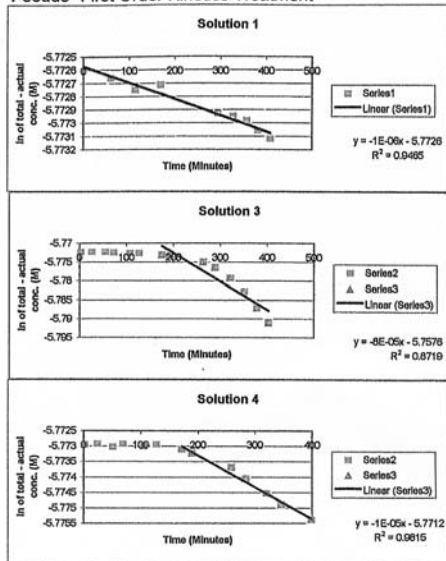 Pseudo-First Order Kinetics Treatment
Solution 1
ln of total - actual
conc. (M)
-5.7725
-5.7726
-5.7727
-5.7728
-5.7729
-5.773
-5.7731
-5.7732
0 100 200 300 400 500
Time (Minutes)
Series1
Linear (Series1)
y = -1E-06x - 5.7726
R² = 0.9465
Solution 3
ln of total - actual
conc. (M)
-5.77
-5.775
-5.78
-5.785
-5.79
-5.795
0 100 200 300 400 500
Time (Minutes)
Series2
Series3
Linear (Series3)
y = -8E-05x - 5.7576
R² = 0.8719
Solution 4
ln of total - actual
conc. (M)
-5.7725
-5.773
-5.7735
-5.774
-5.7745
-5.775
-5.7755
0 100 200 300 400
Time (Minutes)
Series2
Series3
Linear (Series3)
y = -1E-05x - 5.7712
R² = 0.9815